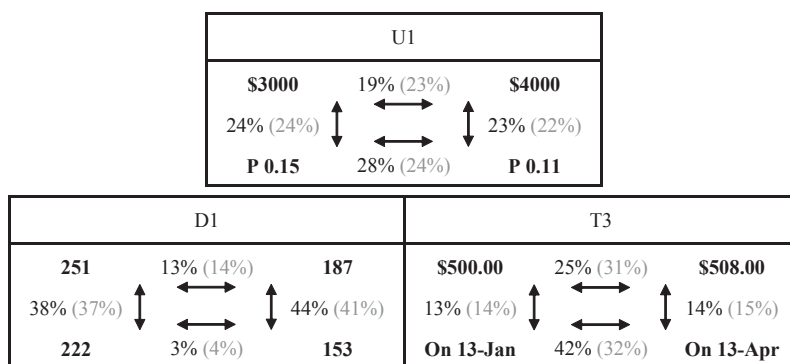 U1
$3000 19% (23%) $4000
24% (24%) 23% (22%)
P 0.15 28% (24%) P 0.11
D1 T3
251 13% (14%) 187 $500.00 25% (31%) $508.00
38% (37%) 44% (41%) 13% (14%) 14% (15%)
222 3% (4%) 153 On 13-Jan 42% (32%) On 13-Apr